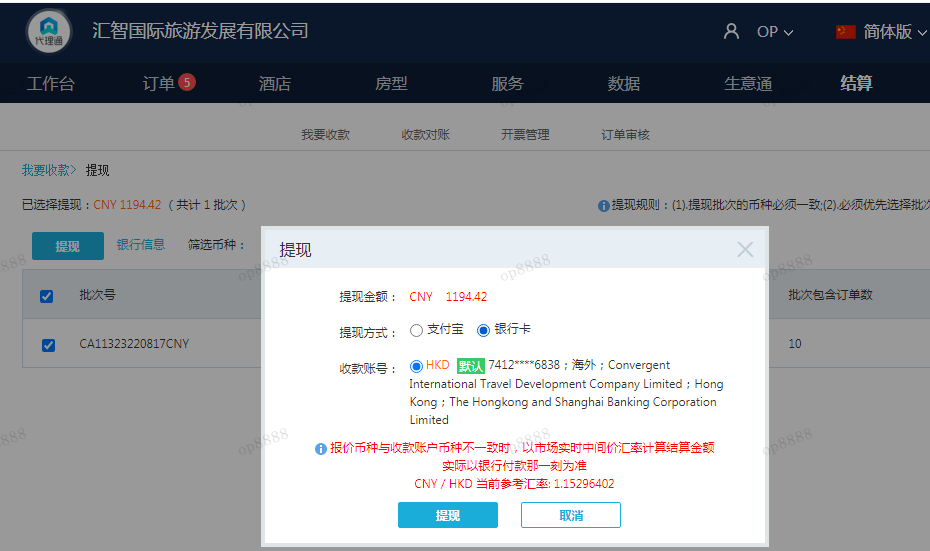 代理通
汇智国际旅游发展有限公司
OP
简体版
工作台
订单 5
酒店
房型
服务
数据
生意通
结算
我要收款
收款对账
开票管理
订单审核
我要收款> 提现
已选择提现：CNY 1194.42 （共计 1 批次）
提现规则：(1).提现批次的币种必须一致;(2).必须优先选择批次
提现
银行信息
筛选币种：
批次号
批次包含订单数
CA11323220817CNY
10
提现
提现金额： CNY 1194.42
提现方式： 支付宝 银行卡
收款账号： HKD 默认 7412****6838；海外；Convergent
International Travel Development Company Limited；Hong
Kong；The Hongkong and Shanghai Banking Corporation
Limited
报价币种与收款账户币种不一致时，以市场实时中间价汇率计算结算金额
实际以银行付款那一刻为准
CNY / HKD 当前参考汇率: 1.15296402
提现
取消
op8888
op8888
op8888
op8888
op8888
op8888
op8888
op8888